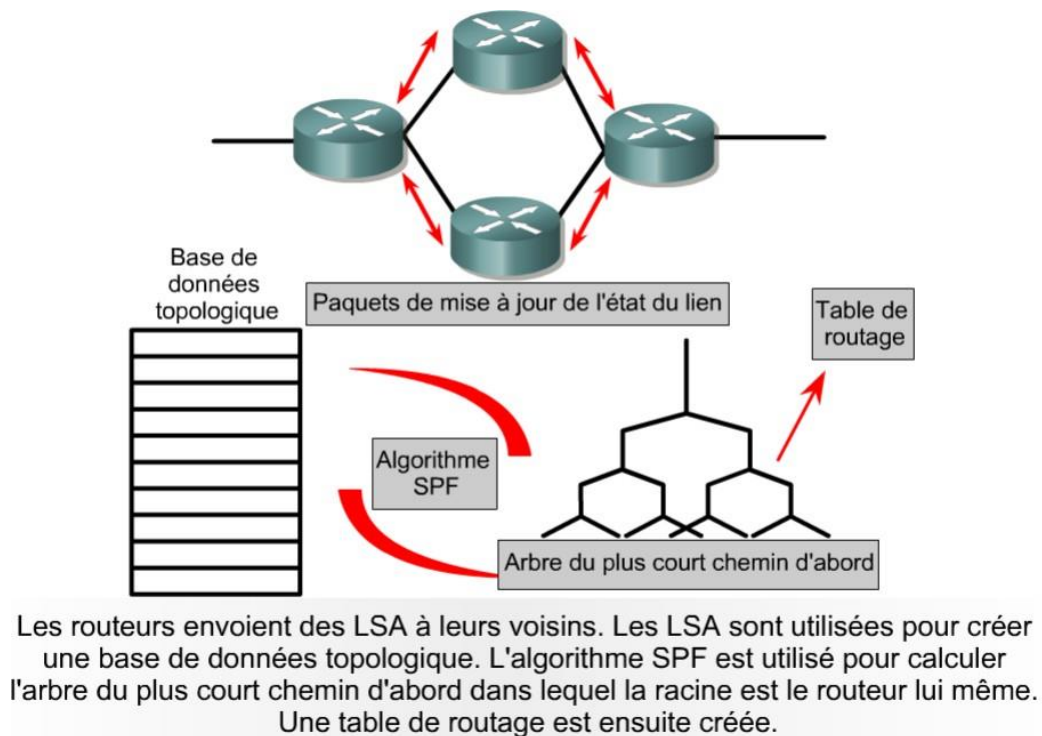 Base de
données
topologique
Paquets de mise à jour de l'état du lien
Table de
routage
Algorithme
SPF
Arbre du plus court chemin d'abord
Les routeurs envoient des LSA à leurs voisins. Les LSA sont utilisées pour créer
une base de données topologique. L'algorithme SPF est utilisé pour calculer
l'arbre du plus court chemin d'abord dans lequel la racine est le routeur lui même.
Une table de routage est ensuite créée.